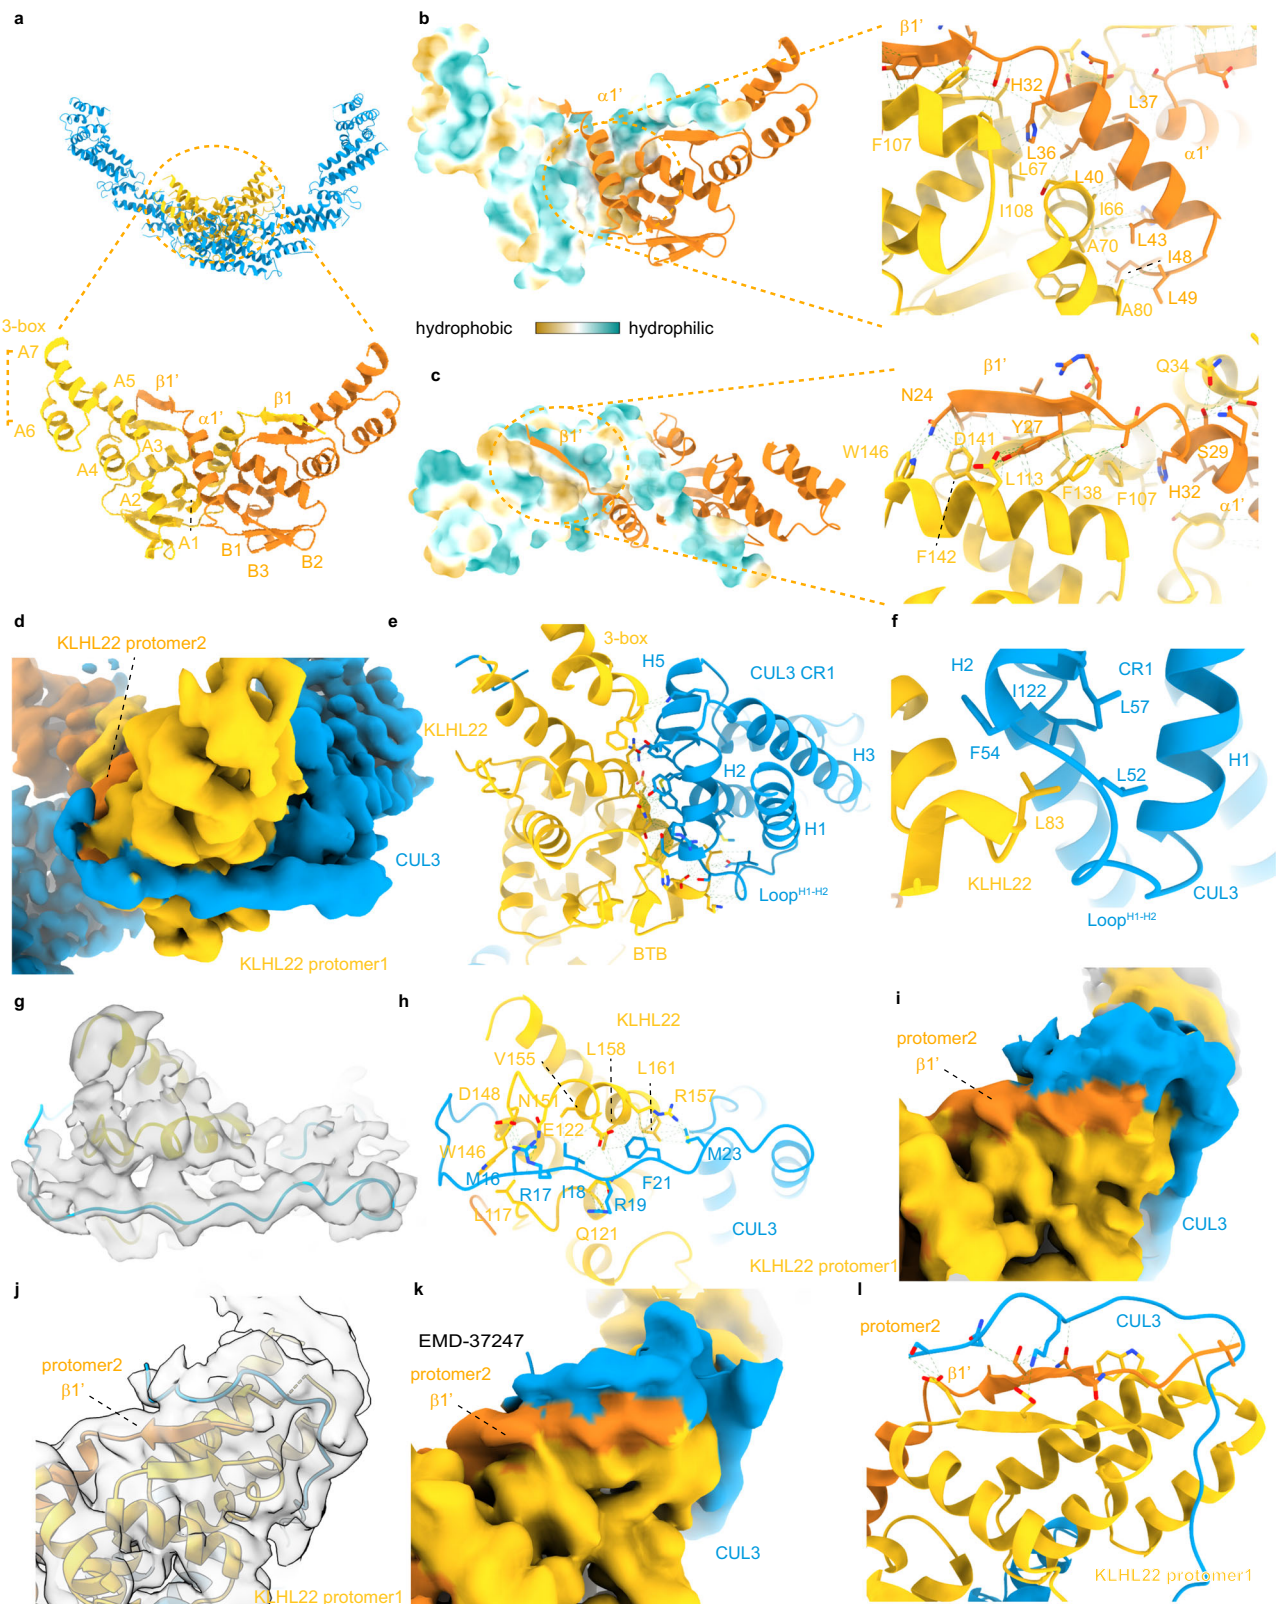 a
3-box
A7
A6
A5
β1’
α1’
β1
A3
A4
A2
A1
B1
B3
B2
b
α1’
hydrophobic
hydrophilic
β1’
H32
L37
F107
L36
L67
α1’
L40
I108
I66
L43
A70
I48
L49
A80
c
β1’
β1’
Q34
N24
Y27
D141
W146
S29
L113
H32
F138
F107
α1’
F142
d
KLHL22 protomer2
CUL3
KLHL22 protomer1
e
3-box
H5
CUL3 CR1
KLHL22
H3
H2
H1
Loop^H1-H2
BTB
f
H2
CR1
I122
L57
F54
H1
L52
L83
KLHL22
CUL3
Loop^H1-H2
g
h
KLHL22
L158
V155
L161
R157
D148
N151
E122
W146
M23
M16
F21
R17
I18
R19
L117
CUL3
Q121
KLHL22 protomer1
i
protomer2
β1’
CUL3
j
protomer2
β1’
KLHL22 protomer1
k
EMD-37247
protomer2
β1’
CUL3
l
protomer2
CUL3
β1’
KLHL22 protomer1